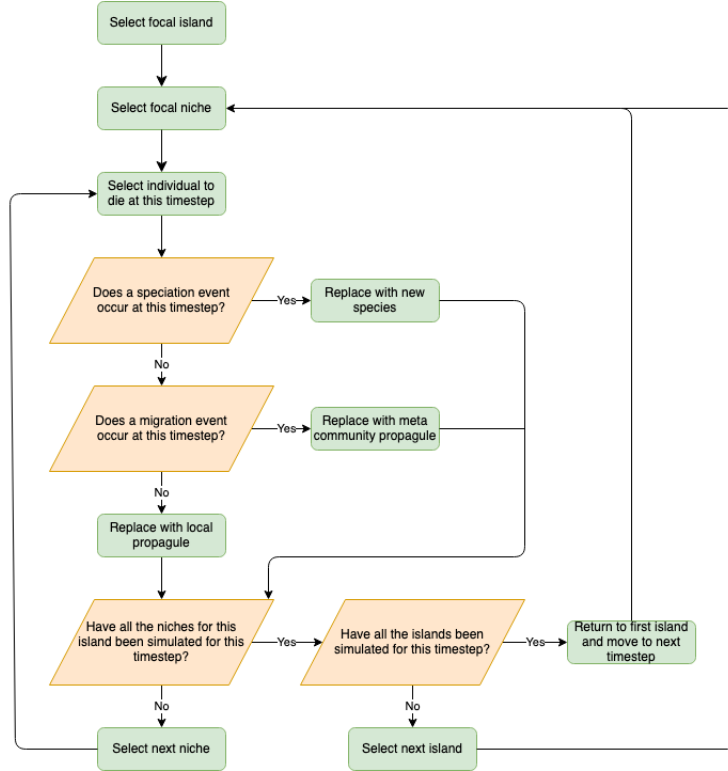 Select focal island
Select focal niche
Select individual to
die at this timestep
Does a speciation event
occur at this timestep?
Yes
Replace with new
species
No
Does a migration event
occur at this timestep?
Yes
Replace with meta
community propagule
No
Replace with local
propagule
Have all the niches for this
island been simulated for this
timestep?
Yes
Have all the islands been
simulated for this timestep?
Yes
Return to first island
and move to next
timestep
No
No
Select next niche
Select next island